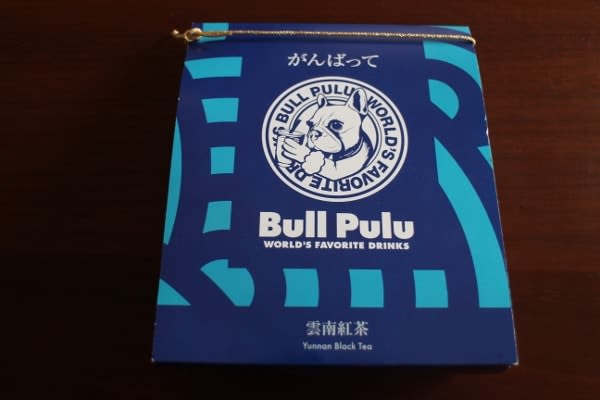 がんばって
BULL PULU WORLD'S FAVORITE DR
Bull Pulu
WORLD'S FAVORITE DRINKS
雲南紅茶
Yunnan Black Tea